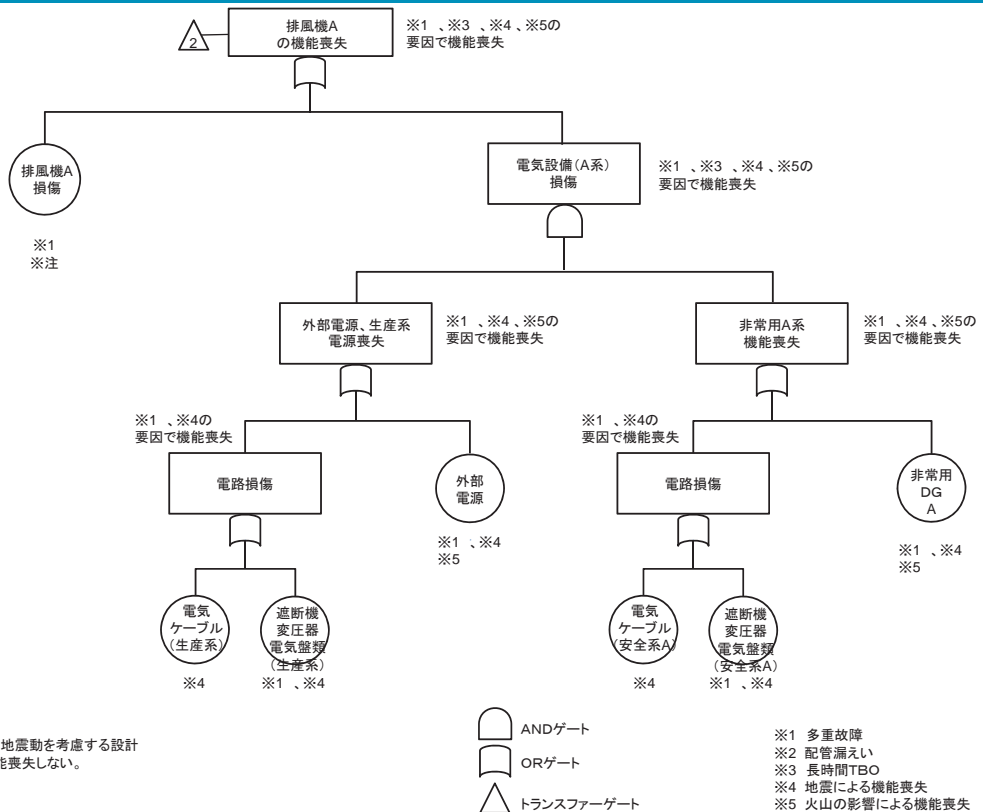 2
排風機A
の機能喪失
※1 、※3 、※4 、※5の
要因で機能喪失
排風機A
損傷
※1
※注
電気設備(A系)
損傷
※1 、※3 、※4 、※5の
要因で機能喪失
外部電源、生産系
電源喪失
※1 、※4 、※5の
要因で機能喪失
非常用A系
機能喪失
※1 、※4 、※5の
要因で機能喪失
※1 、※4の
要因で機能喪失
電路損傷
外部
電源
※1 、※4
※5
※1 、※4の
要因で機能喪失
電路損傷
非常用
DG
A
※1 、※4
※5
電気
ケーブル
(生産系)
※4
遮断機
変圧器
電気盤類
(生産系)
※1 、※4
電気
ケーブル
(安全系A)
※4
遮断機
変圧器
電気盤類
(安全系A)
※1 、※4
地震動を考慮する設計
能喪失しない。
ANDゲート
ORゲート
トランスファーゲート
※1 多重故障
※2 配管漏えい
※3 長時間TBO
※4 地震による機能喪失
※5 火山の影響による機能喪失